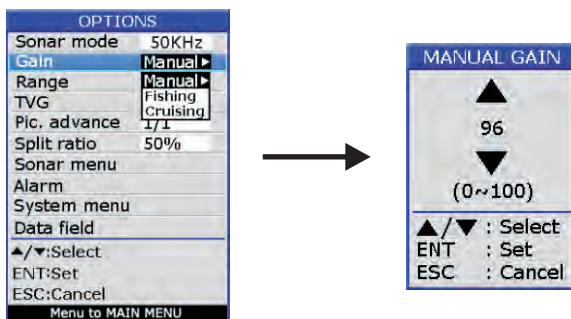 OPTIONS
Sonar mode 50KHz
Gain Manual►
Range Manual►
Fishing
TVG
Cruising
Pic. advance 1/1
Split ratio 50%
Sonar menu
Alarm
System menu
Data field
▲/▼:Select
ENT:Set
ESC:Cancel
Menu to MAIN MENU
MANUAL GAIN
▲
96
▼
(0~100)
▲/▼ : Select
ENT : Set
ESC : Cancel